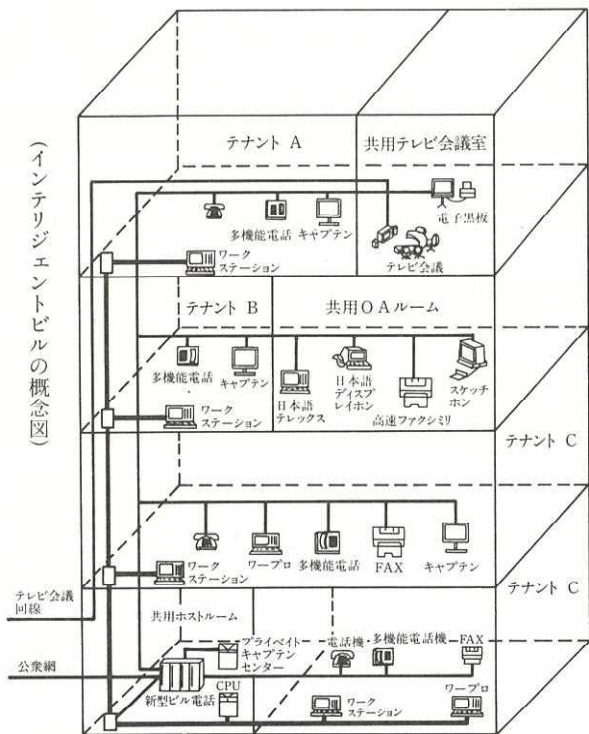 (インテリジェントビルの概念図)
テナント A
共用テレビ会議室
多機能電話
キャプテン
電子黒板
テレビ会議
ワーク
ステーション
テナント B
共用OAルーム
多機能電話
キャプテン
日本語
テレックス
日本語
ディスプ
レイホン
高速ファクシミリ
スケッチ
ホン
ワーク
ステーション
テナント C
ワーク
ステーション
ワープロ
多機能電話
FAX
キャプテン
テナント C
テレビ会議
回線
公衆網
共用ホストルーム
プライベイト
キャプテン
センター
新型ビル電話
CPU
電話機
多機能電話機
FAX
ワーク
ステーション
ワープロ